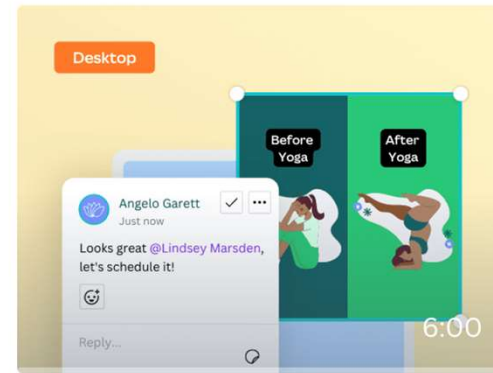 Desktop
Before
Yoga
After
Yoga
Angelo Garett
Just now
Looks great @Lindsey Marsden,
let's schedule it!
Reply...
6:00